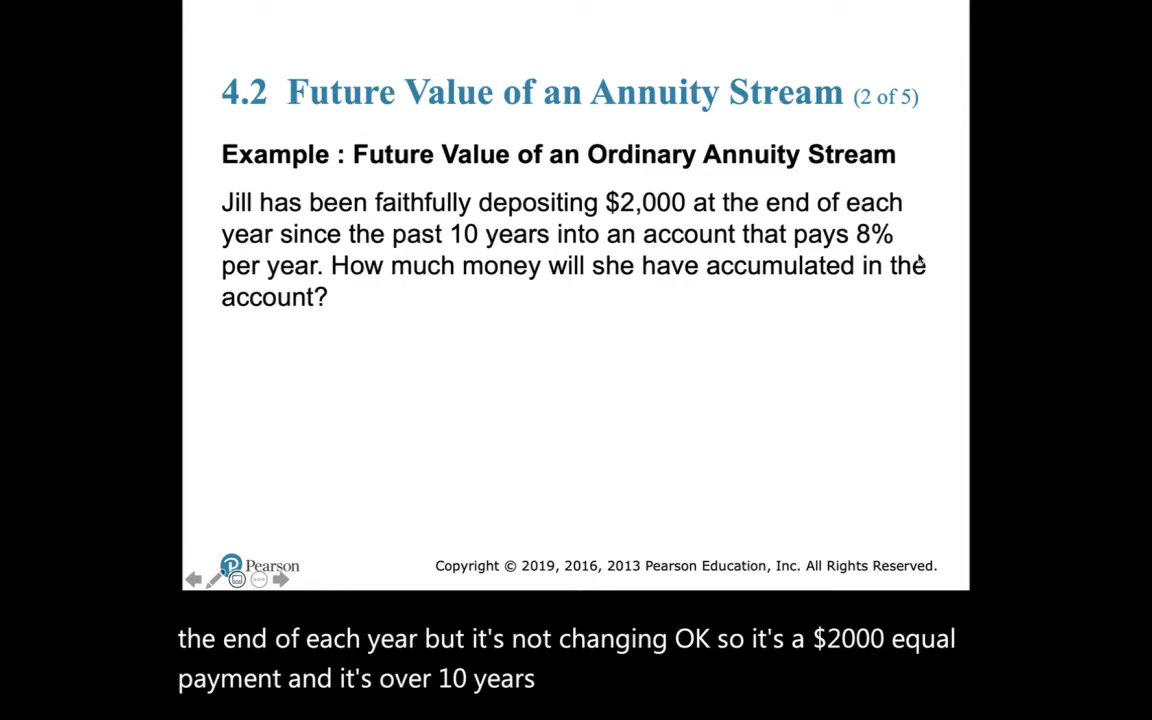 4.2 Future Value of an Annuity Stream (2 of 5)
Example : Future Value of an Ordinary Annuity Stream
Jill has been faithfully depositing $2,000 at the end of each
year since the past 10 years into an account that pays 8%
per year. How much money will she have accumulated in the
account?
Pearson
Copyright © 2019, 2016, 2013 Pearson Education, Inc. All Rights Reserved.
the end of each year but it's not changing OK so it's a $2000 equal
payment and it's over 10 years